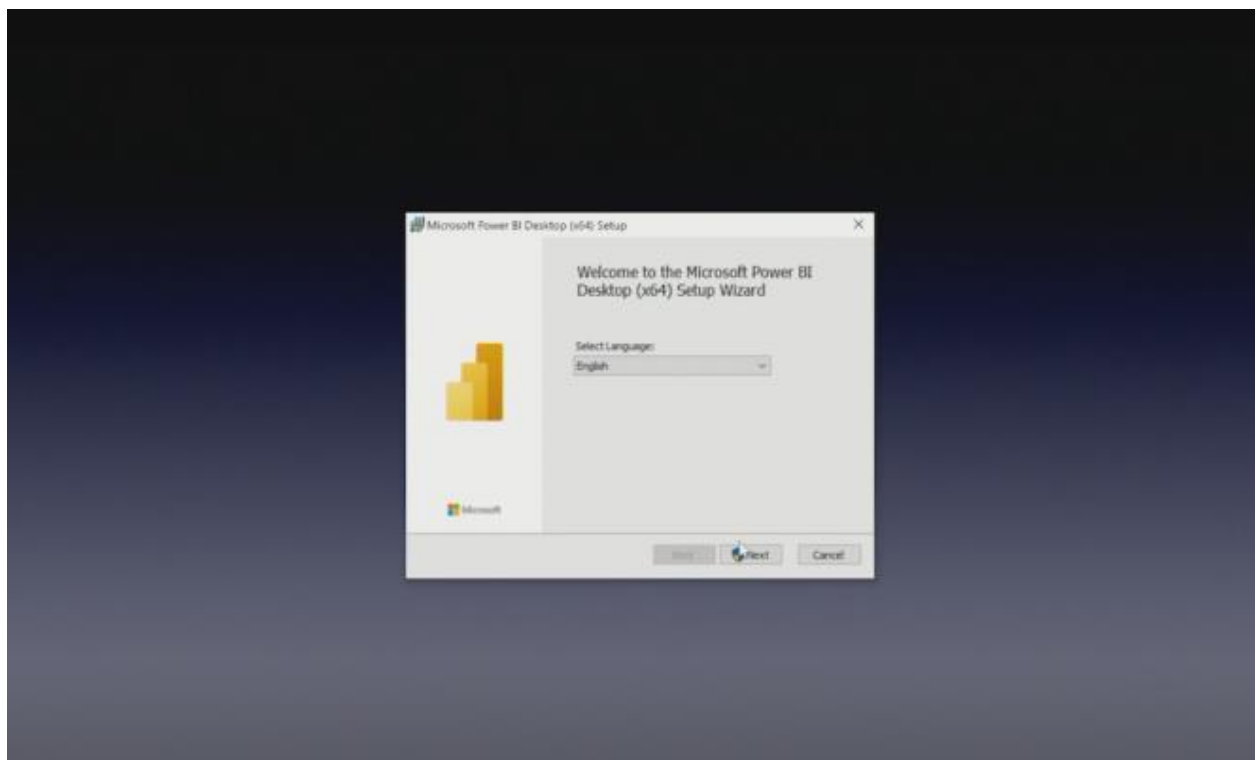 Microsoft Power BI Desktop (x64) Setup
Welcome to the Microsoft Power BI
Desktop (x64) Setup Wizard
Select Language:
English
Microsoft
Next
Cancel